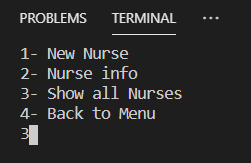 PROBLEMS TERMINAL ...
1- New Nurse
2- Nurse info
3- Show all Nurses
4- Back to Menu
3